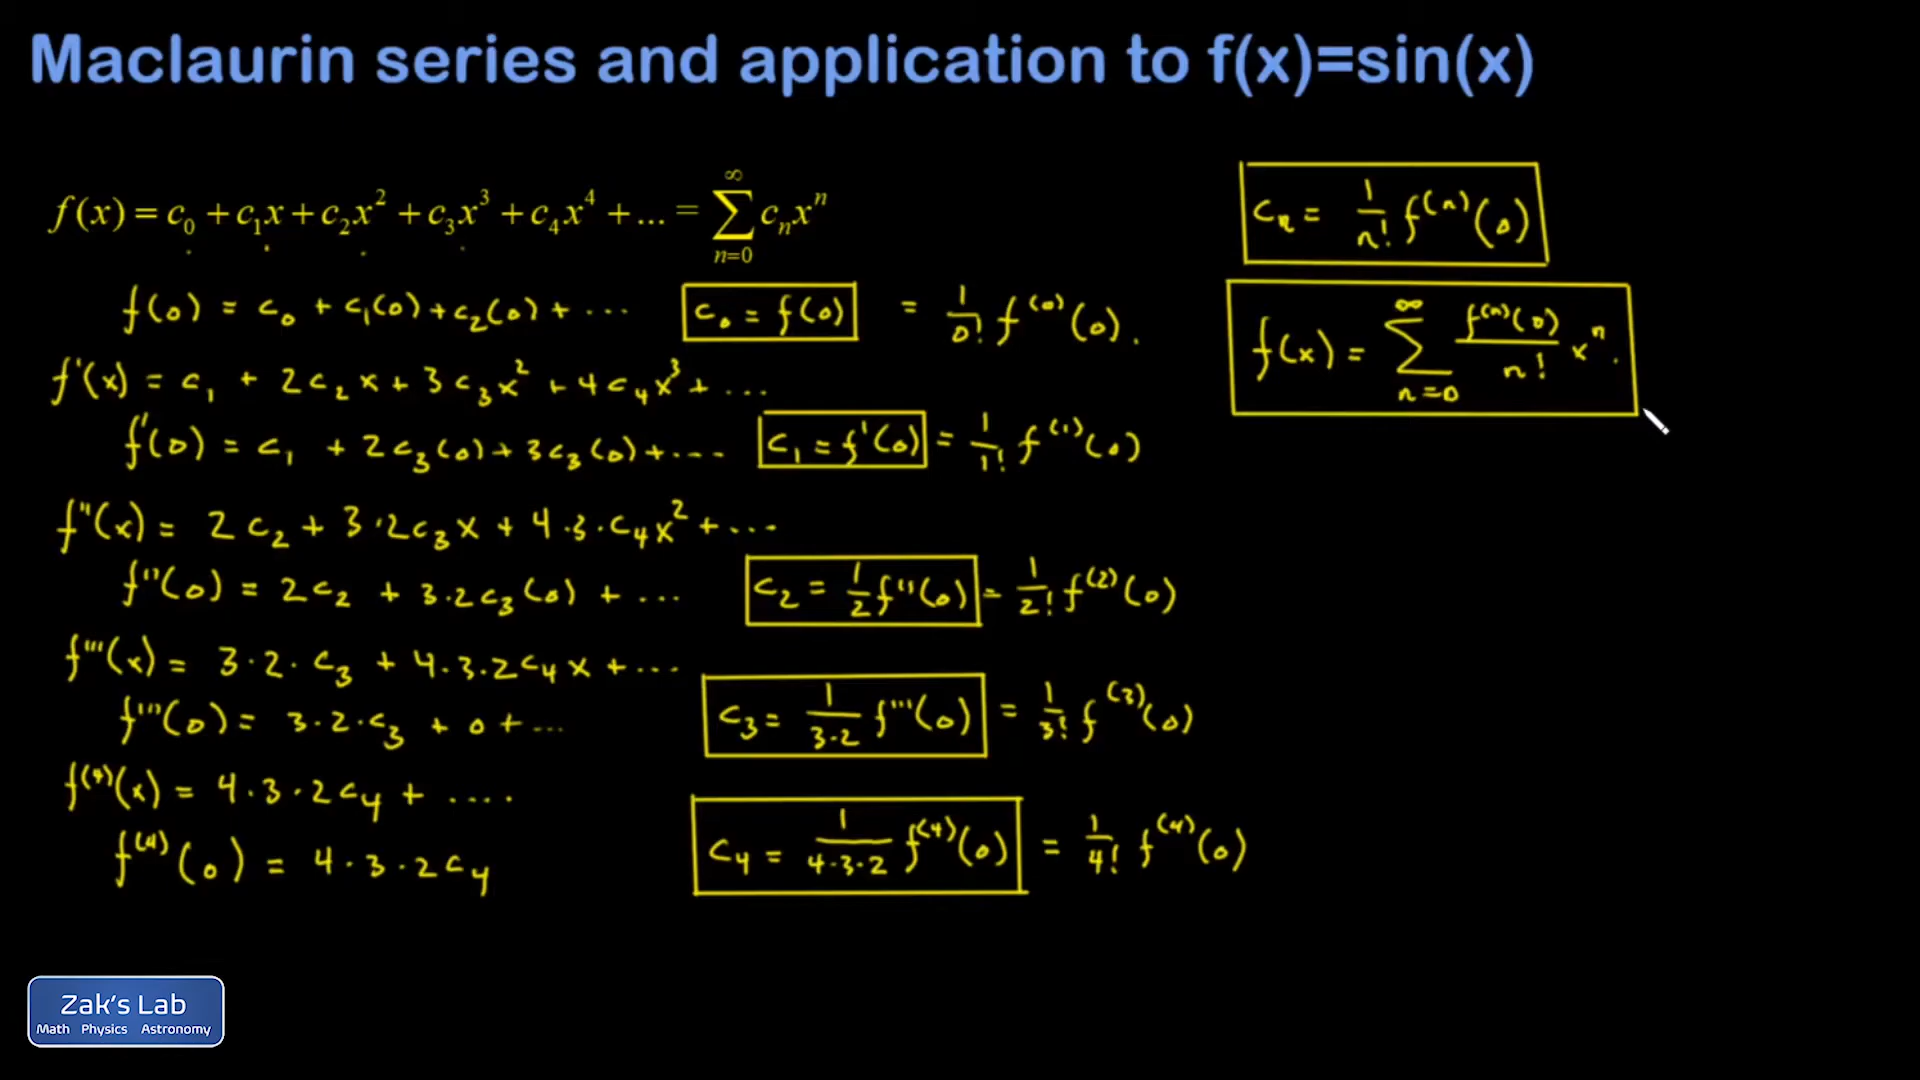 Maclaurin series and application to f(x)=sin(x)
f(x) = c₀ + c₁x + c₂x² + c₃x³ + c₄x⁴ + ... = ∑_{n=0}^{∞} cₙxⁿ
cₙ = 1/n! f⁽ⁿ⁾(0)
f(0) = c₀ + c₁(0) + c₂(0) + ··· c₀ = f(0) = 1/0! f⁽⁰⁾(0).
f(x) = ∑_{n=0}^{∞} f⁽ⁿ⁾(0)/n! xⁿ.
f'(x) = c₁ + 2c₂x + 3c₃x² + 4c₄x³ + ···
f'(0) = c₁ + 2c₃(0) + 3c₃(0) + ···· c₁ = f'(0) = 1/1! f⁽¹⁾(0)
f''(x) = 2c₂ + 3·2c₃x + 4·3·c₄x² + ···
f''(0) = 2c₂ + 3·2c₃(0) + ··· c₂ = 1/2 f''(0) = 1/2! f⁽²⁾(0)
f'''(x) = 3·2·c₃ + 4·3·2c₄x + ···
f'''(0) = 3·2·c₃ + 0 + ··· c₃ = 1/(3·2) f'''(0) = 1/3! f⁽³⁾(0)
f⁽⁴⁾(x) = 4·3·2c₄ + ····
f⁽⁴⁾(0) = 4·3·2c₄ c₄ = 1/(4·3·2) f⁽⁴⁾(0) = 1/4! f⁽⁴⁾(0)
Zak's Lab
Math Physics Astronomy